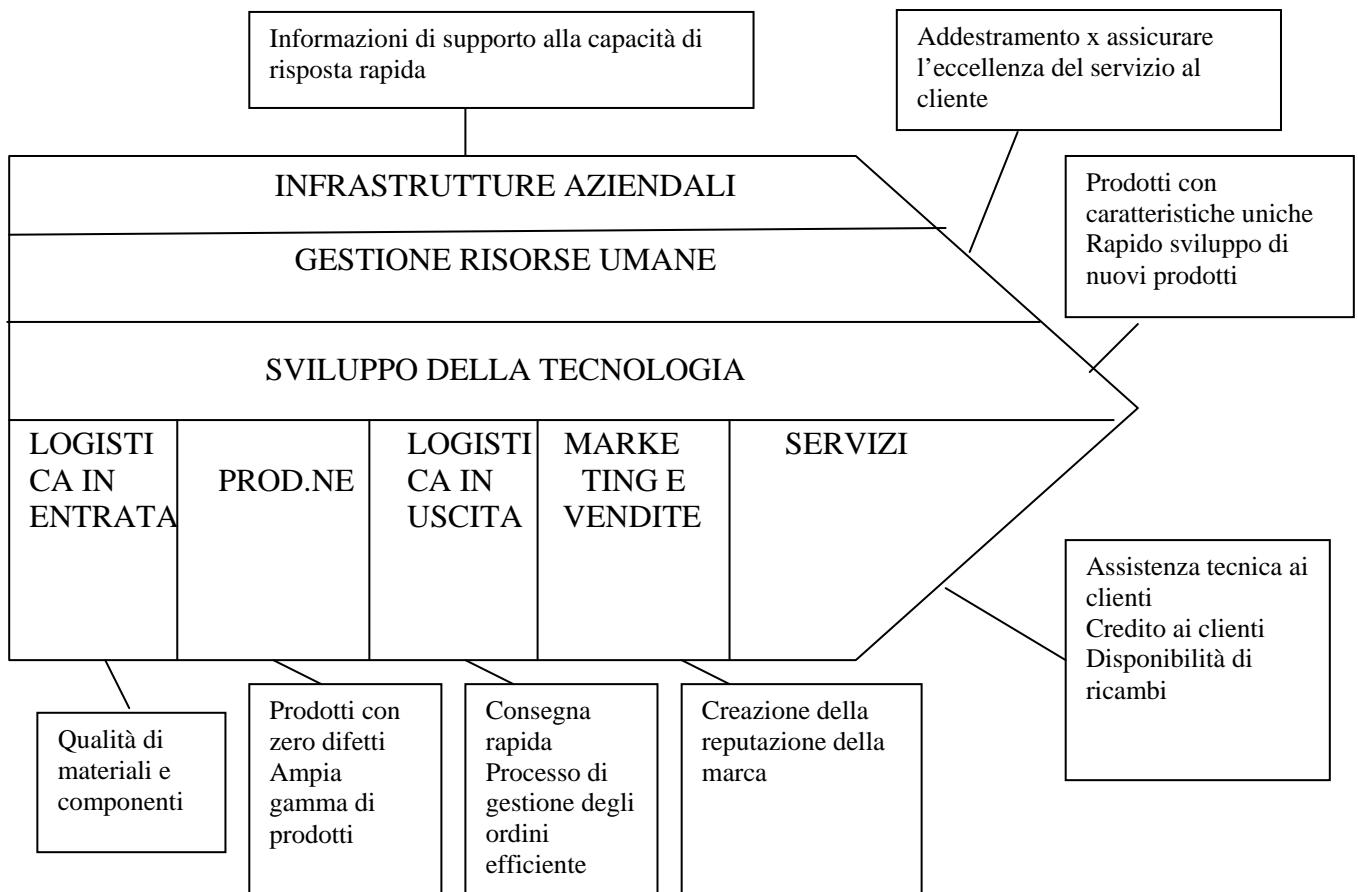 Informazioni di supporto alla capacità di
risposta rapida
Addestramento x assicurare
l’eccellenza del servizio al
cliente
INFRASTRUTTURE AZIENDALI
Prodotti con
caratteristiche uniche
Rapido sviluppo di
nuovi prodotti
GESTIONE RISORSE UMANE
SVILUPPO DELLA TECNOLOGIA
LOGISTI
CA IN
ENTRATA
PROD.NE
LOGISTI
CA IN
USCITA
MARKE
TING E
VENDITE
SERVIZI
Assistenza tecnica ai
clienti
Credito ai clienti
Disponibilità di
ricambi
Qualità di
materiali e
componenti
Prodotti con
zero difetti
Ampia
gamma di
prodotti
Consegna
rapida
Processo di
gestione degli
ordini
efficiente
Creazione della
reputazione della
marca